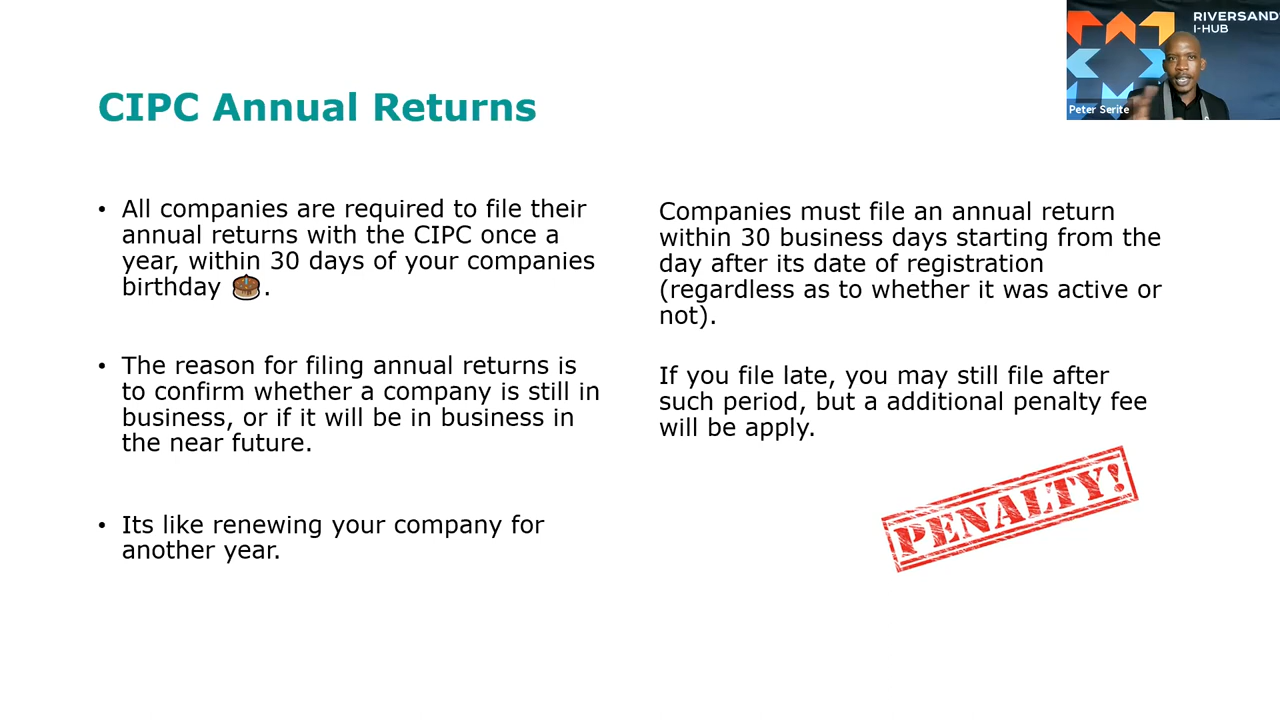 CIPC Annual Returns
• All companies are required to file their
annual returns with the CIPC once a
year, within 30 days of your companies
birthday 🎂.
• The reason for filing annual returns is
to confirm whether a company is still in
business, or if it will be in business in
the near future.
• Its like renewing your company for
another year.
Companies must file an annual return
within 30 business days starting from the
day after its date of registration
(regardless as to whether it was active or
not).
If you file late, you may still file after
such period, but a additional penalty fee
will be apply.
PENALTY!
RIVERSAND
I-HUB
Peter Serite